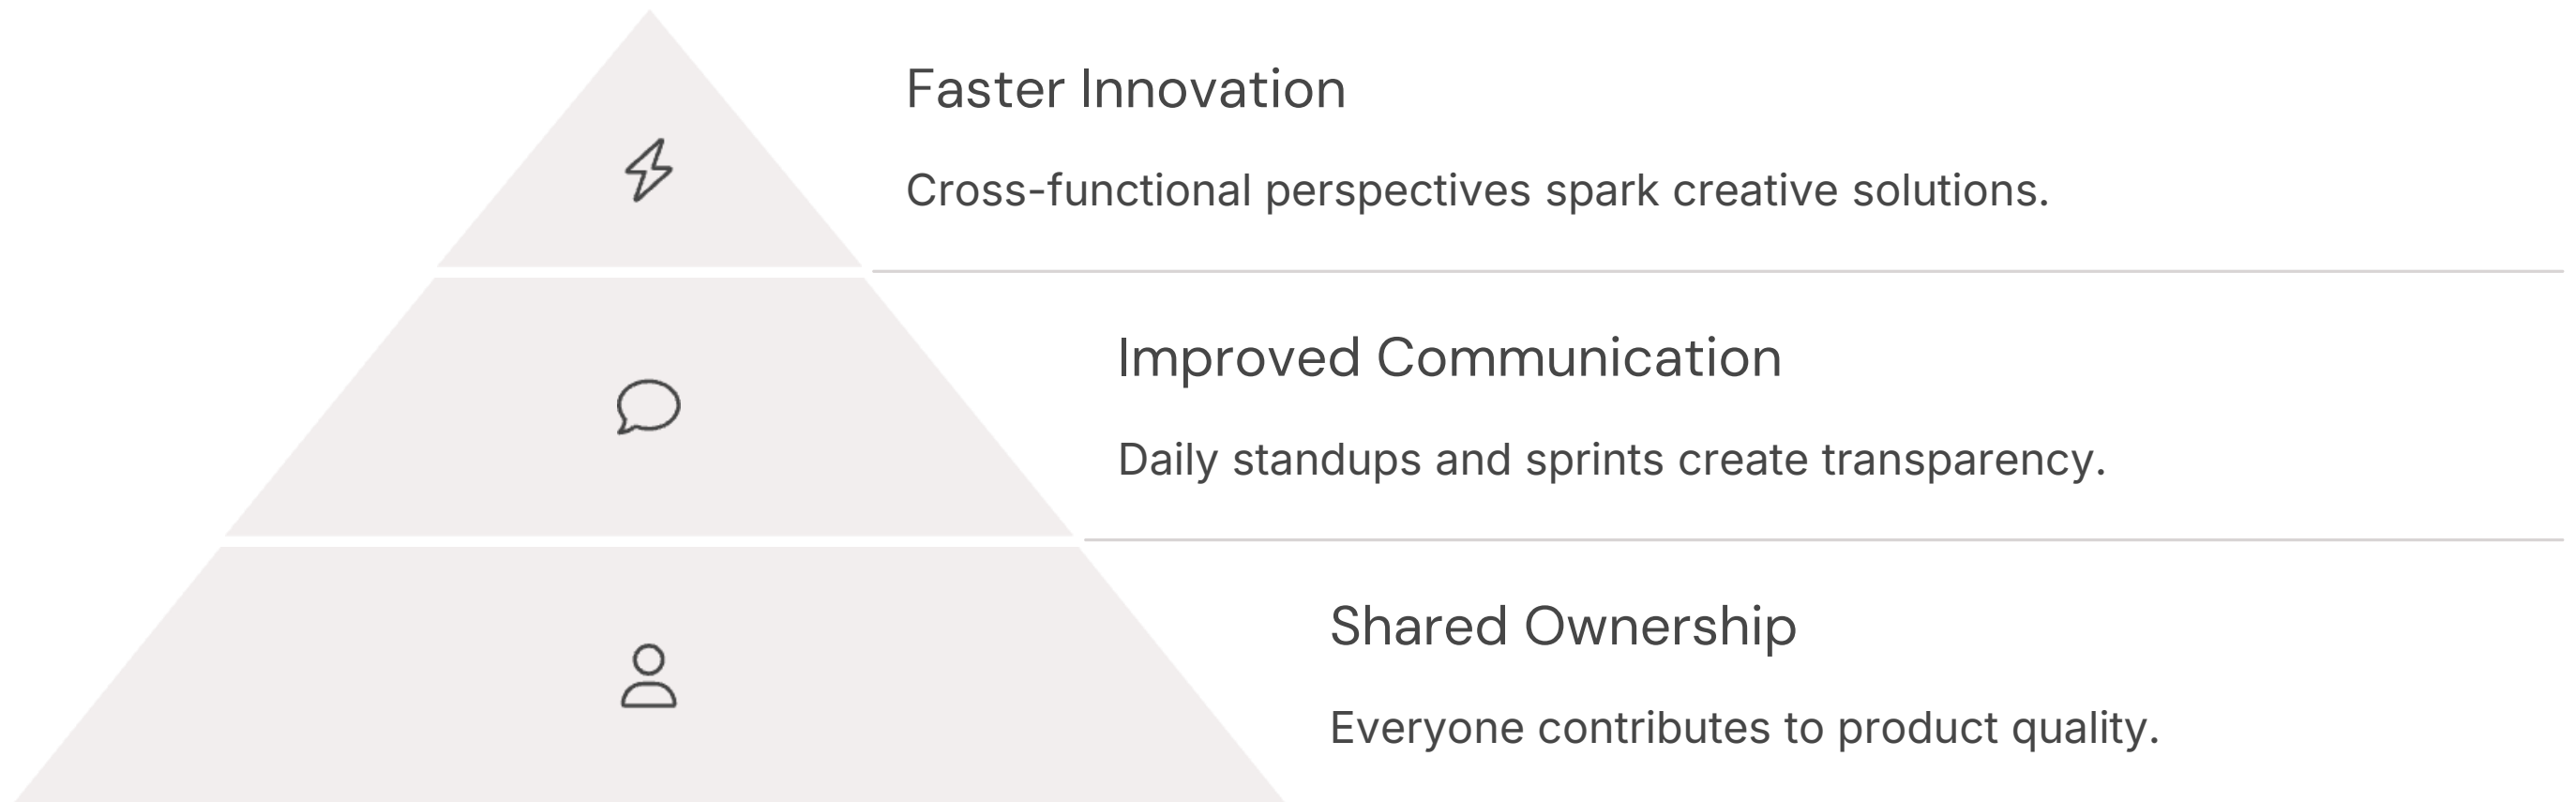 Faster Innovation
Cross-functional perspectives spark creative solutions.
Improved Communication
Daily standups and sprints create transparency.
Shared Ownership
Everyone contributes to product quality.